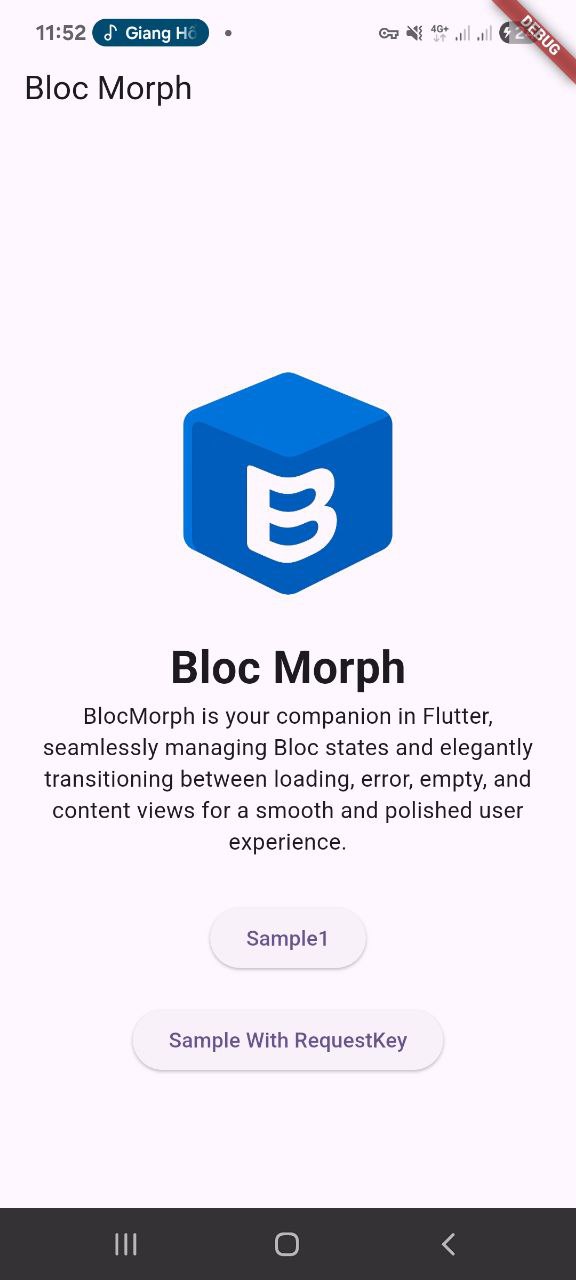 11:52 Giang Hồ
4G+
DEBUG
Bloc Morph
B
Bloc Morph
BlocMorph is your companion in Flutter,
seamlessly managing Bloc states and elegantly
transitioning between loading, error, empty, and
content views for a smooth and polished user
experience.
Sample1
Sample With RequestKey